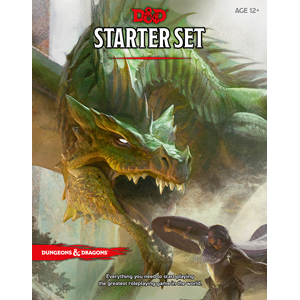 D&D
AGE 12+
STARTER SET
DUNGEONS & DRAGONS®
Everything you need to start playing
the greatest roleplaying game in the world.